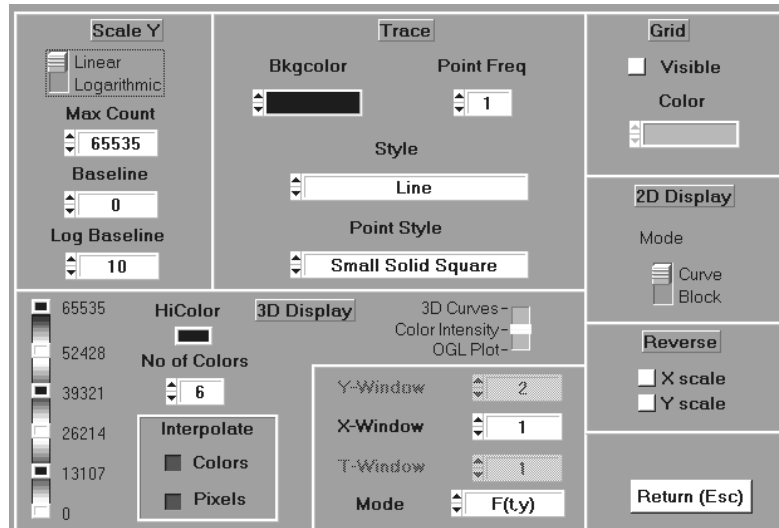 Scale Y
Linear
Logarithmic
Max Count
65535
Baseline
0
Log Baseline
10
Trace
Bkgcolor
Point Freq
1
Style
Line
Point Style
Small Solid Square
Grid
Visible
Color
2D Display
Mode
Curve
Block
65535
52428
39321
26214
13107
0
HiColor
3D Display
3D Curves
Color Intensity
OGL Plot
No of Colors
6
Interpolate
Colors
Pixels
Y-Window
2
X-Window
1
T-Window
1
Mode
F(t,y)
Reverse
X scale
Y scale
Return (Esc)